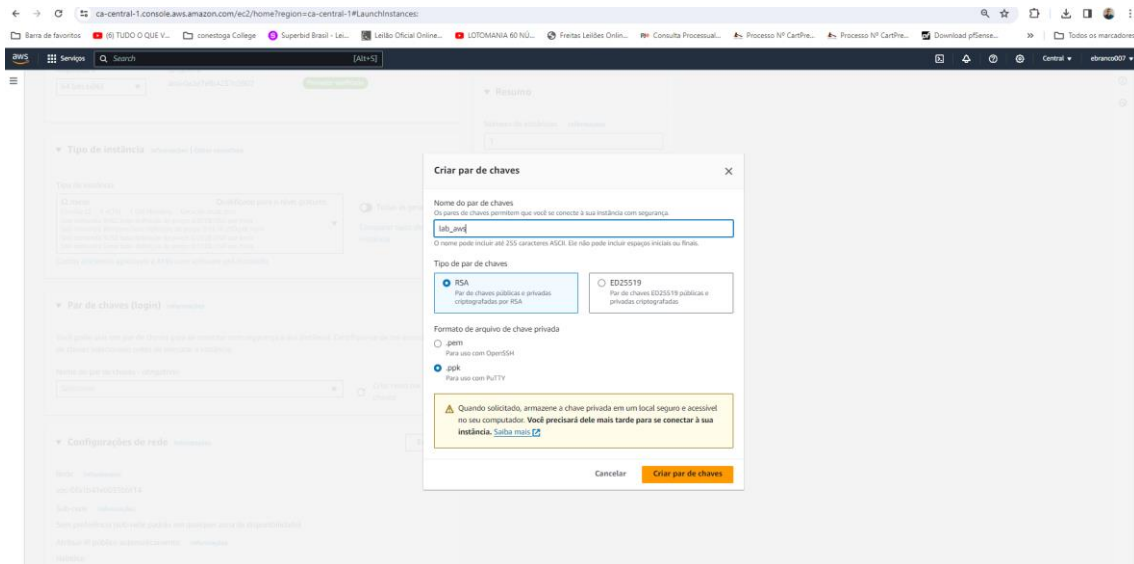 ca-central-1.console.aws.amazon.com/ec2/home?region=ca-central-1#LaunchInstances:
Barra de favoritos (6) TUDO O QUE V... conestoga College Superbid Brasil - Lei... Leilão Oficial Online... LOTOMANIA 60 NÚ... Freitas Leilões Onlin... Consulta Processual... Processo Nº CartPre... Processo Nº CartPre... Download pfSense... » Todos os marcadores
aws Serviços Search [Alt+S] Central ebranco007
Resumo
1
Tipo de instância
Criar par de chaves
Nome do par de chaves
Os pares de chaves permitem que você se conecte à sua instância com segurança.
lab_aws
O nome pode incluir até 255 caracteres ASCII. Ele não pode incluir espaços iniciais ou finais.
Tipo de par de chaves
RSA
Par de chaves públicas e privadas
criptografadas por RSA
ED25519
Par de chaves ED25519 públicas e
privadas criptografadas
Par de chaves (login)
Formato de arquivo de chave privada
.pem
Para uso com OpenSSH
.ppk
Para uso com PuTTY
Quando solicitado, armazene a chave privada em um local seguro e acessível
no seu computador. Você precisará dele mais tarde para se conectar à sua
instância. Saiba mais
Configurações de rede
Cancelar Criar par de chaves
Rede